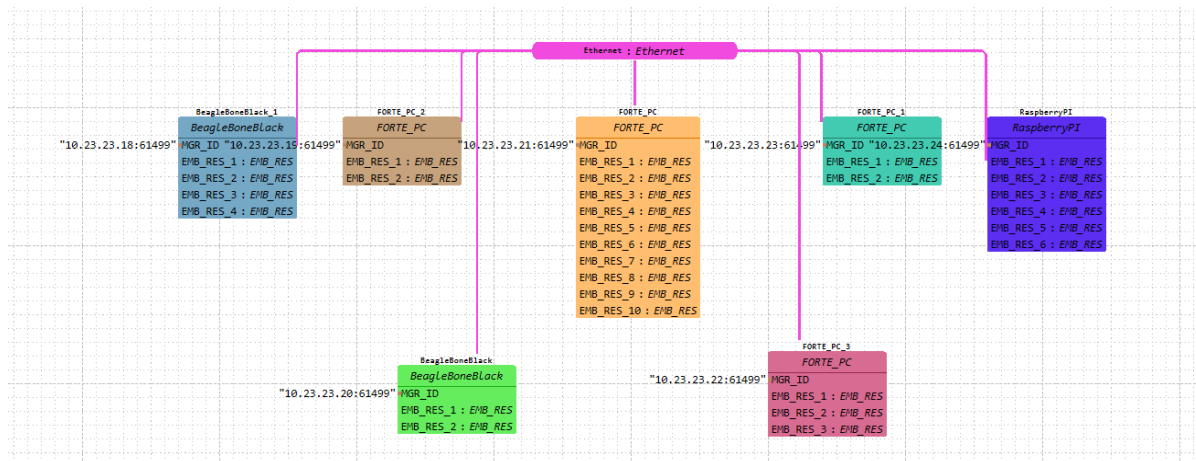 Ethernet : Ethernet
BeagleBoneBlack_1
BeagleBoneBlack
"10.23.23.18:61499" MGR_ID
EMB_RES_1 : EMB_RES
EMB_RES_2 : EMB_RES
EMB_RES_3 : EMB_RES
EMB_RES_4 : EMB_RES
FORTE_PC_2
FORTE_PC
"10.23.23.19:61499" MGR_ID
EMB_RES_1 : EMB_RES
EMB_RES_2 : EMB_RES
FORTE_PC
FORTE_PC
"10.23.23.21:61499" MGR_ID
EMB_RES_1 : EMB_RES
EMB_RES_2 : EMB_RES
EMB_RES_3 : EMB_RES
EMB_RES_4 : EMB_RES
EMB_RES_5 : EMB_RES
EMB_RES_6 : EMB_RES
EMB_RES_7 : EMB_RES
EMB_RES_8 : EMB_RES
EMB_RES_9 : EMB_RES
EMB_RES_10 : EMB_RES
FORTE_PC_1
FORTE_PC
"10.23.23.23:61499" MGR_ID
EMB_RES_1 : EMB_RES
EMB_RES_2 : EMB_RES
RaspberryPI
RaspberryPI
"10.23.23.24:61499" MGR_ID
EMB_RES_1 : EMB_RES
EMB_RES_2 : EMB_RES
EMB_RES_3 : EMB_RES
EMB_RES_4 : EMB_RES
EMB_RES_5 : EMB_RES
EMB_RES_6 : EMB_RES
BeagleBoneBlack
BeagleBoneBlack
"10.23.23.20:61499" MGR_ID
EMB_RES_1 : EMB_RES
EMB_RES_2 : EMB_RES
FORTE_PC_3
FORTE_PC
"10.23.23.22:61499" MGR_ID
EMB_RES_1 : EMB_RES
EMB_RES_2 : EMB_RES
EMB_RES_3 : EMB_RES